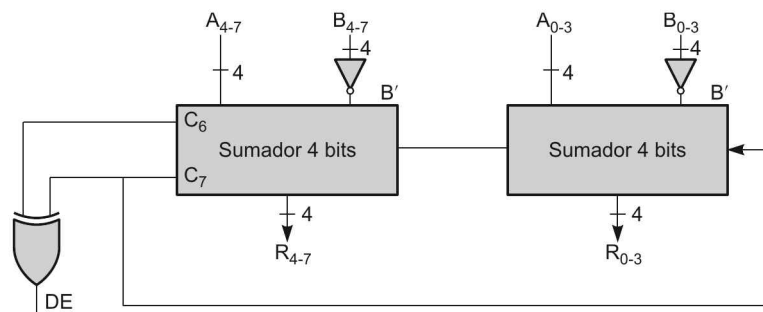 A4-7 B4-7 A0-3 B0-3
4 4 4 4
B′ B′
C6
Sumador 4 bits Sumador 4 bits
C7
4 4
R4-7 R0-3
DE